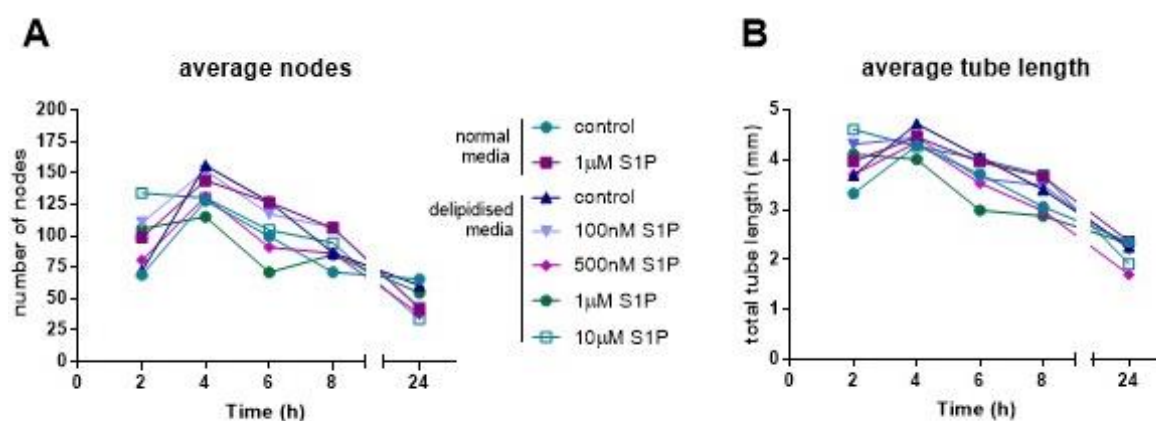 A
average nodes
number of nodes
200
175
150
125
100
75
50
25
0
0 2 4 6 8 24
Time (h)
normal
media
control
1μM S1P
delipidised
media
control
100nM S1P
500nM S1P
1μM S1P
10μM S1P
B
average tube length
total tube length (mm)
5
4
3
2
1
0
0 2 4 6 8 24
Time (h)